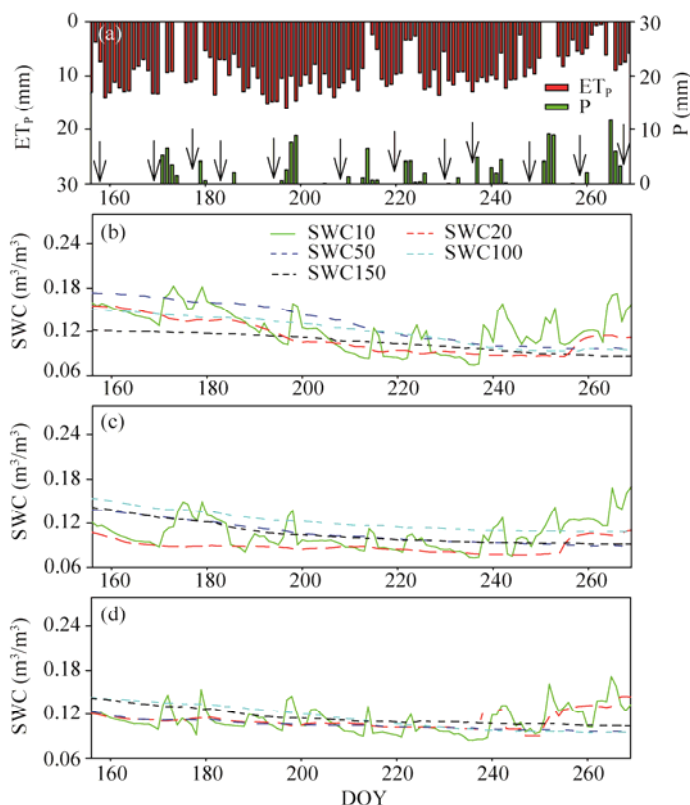 (a)
0
10
20
30
ET_P (mm)
30
20
10
0
P (mm)
ET_P
P
160 180 200 220 240 260
(b)
SWC10 SWC20
SWC50 SWC100
SWC150
0.24
0.18
0.12
0.06
SWC (m³/m³)
160 180 200 220 240 260
(c)
0.24
0.18
0.12
0.06
SWC (m³/m³)
160 180 200 220 240 260
(d)
0.24
0.18
0.12
0.06
SWC (m³/m³)
160 180 200 220 240 260
DOY